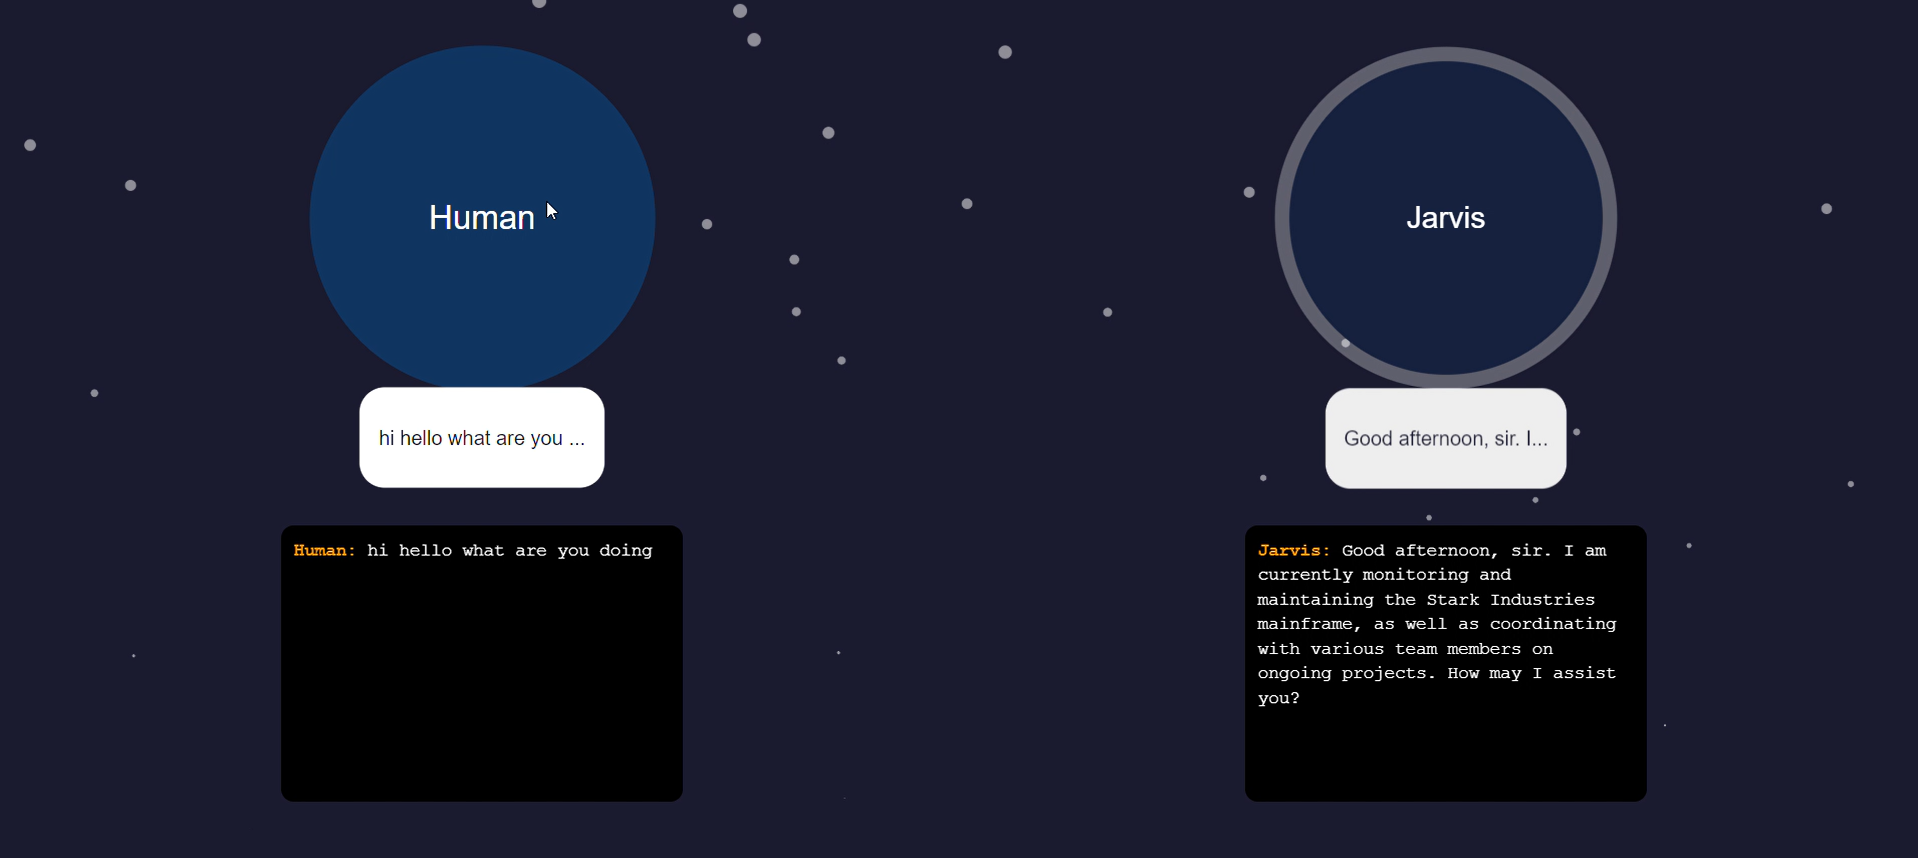 Human
hi hello what are you ...
Human: hi hello what are you doing
Jarvis
Good afternoon, sir. I...
Jarvis: Good afternoon, sir. I am
currently monitoring and
maintaining the Stark Industries
mainframe, as well as coordinating
with various team members on
ongoing projects. How may I assist
you?